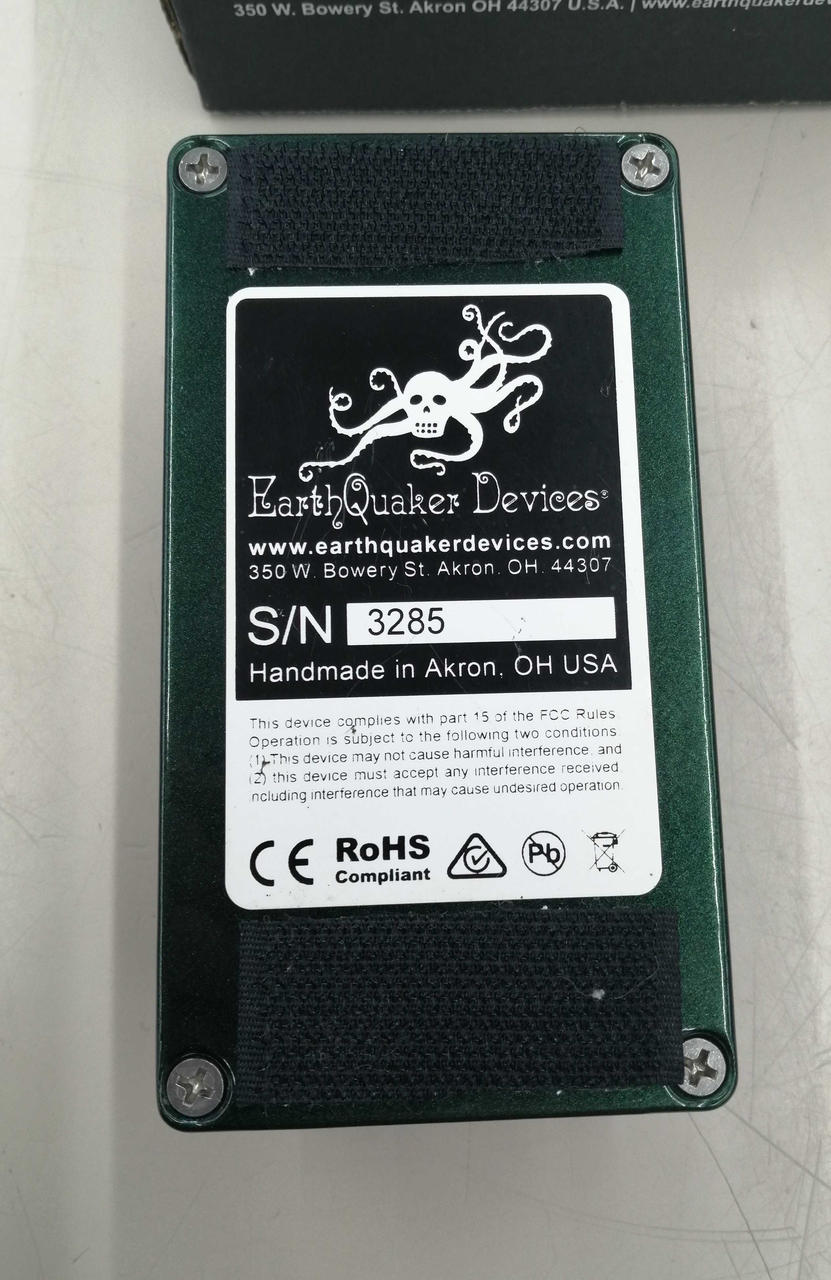 350 W. Bowery St. Akron OH 44307 U.S.A. | www.earthquakerdev
EarthQuaker Devices®
www.earthquakerdevices.com
350 W. Bowery St. Akron, OH. 44307
S/N 3285
Handmade in Akron, OH USA
This device complies with part 15 of the FCC Rules
Operation is subject to the following two conditions
(1) This device may not cause harmful interference, and
(2) this device must accept any interference received
including interference that may cause undesired operation.
CE RoHS Compliant Pb